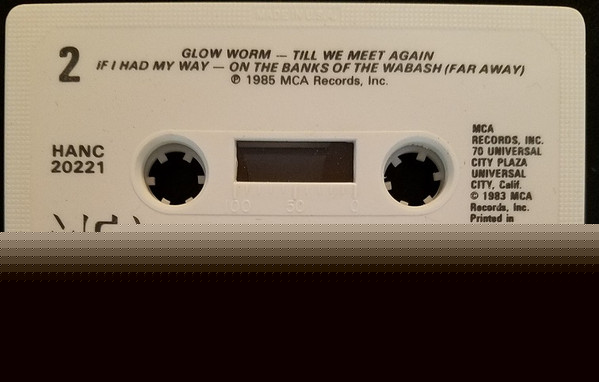 2
GLOW WORM — TILL WE MEET AGAIN
IF I HAD MY WAY — ON THE BANKS OF THE WABASH (FAR AWAY)
℗ 1985 MCA Records, Inc.
HANC
20221
MCA
RECORDS, INC.
70 UNIVERSAL
CITY PLAZA
UNIVERSAL
CITY, Calif.
© 1983 MCA
Records, Inc.
Printed in
100 50 0